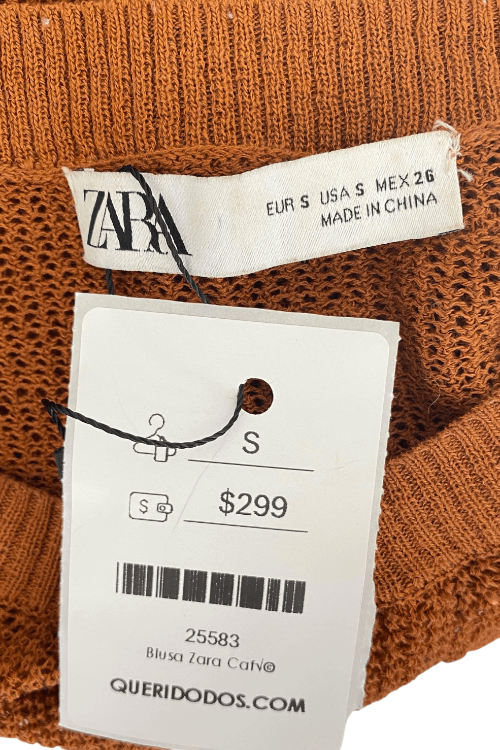 ZARA
EUR S USA S MEX 26
MADE IN CHINA
S
$
$299
25583
Blusa Zara Caf√©
QUERIDODOS.COM